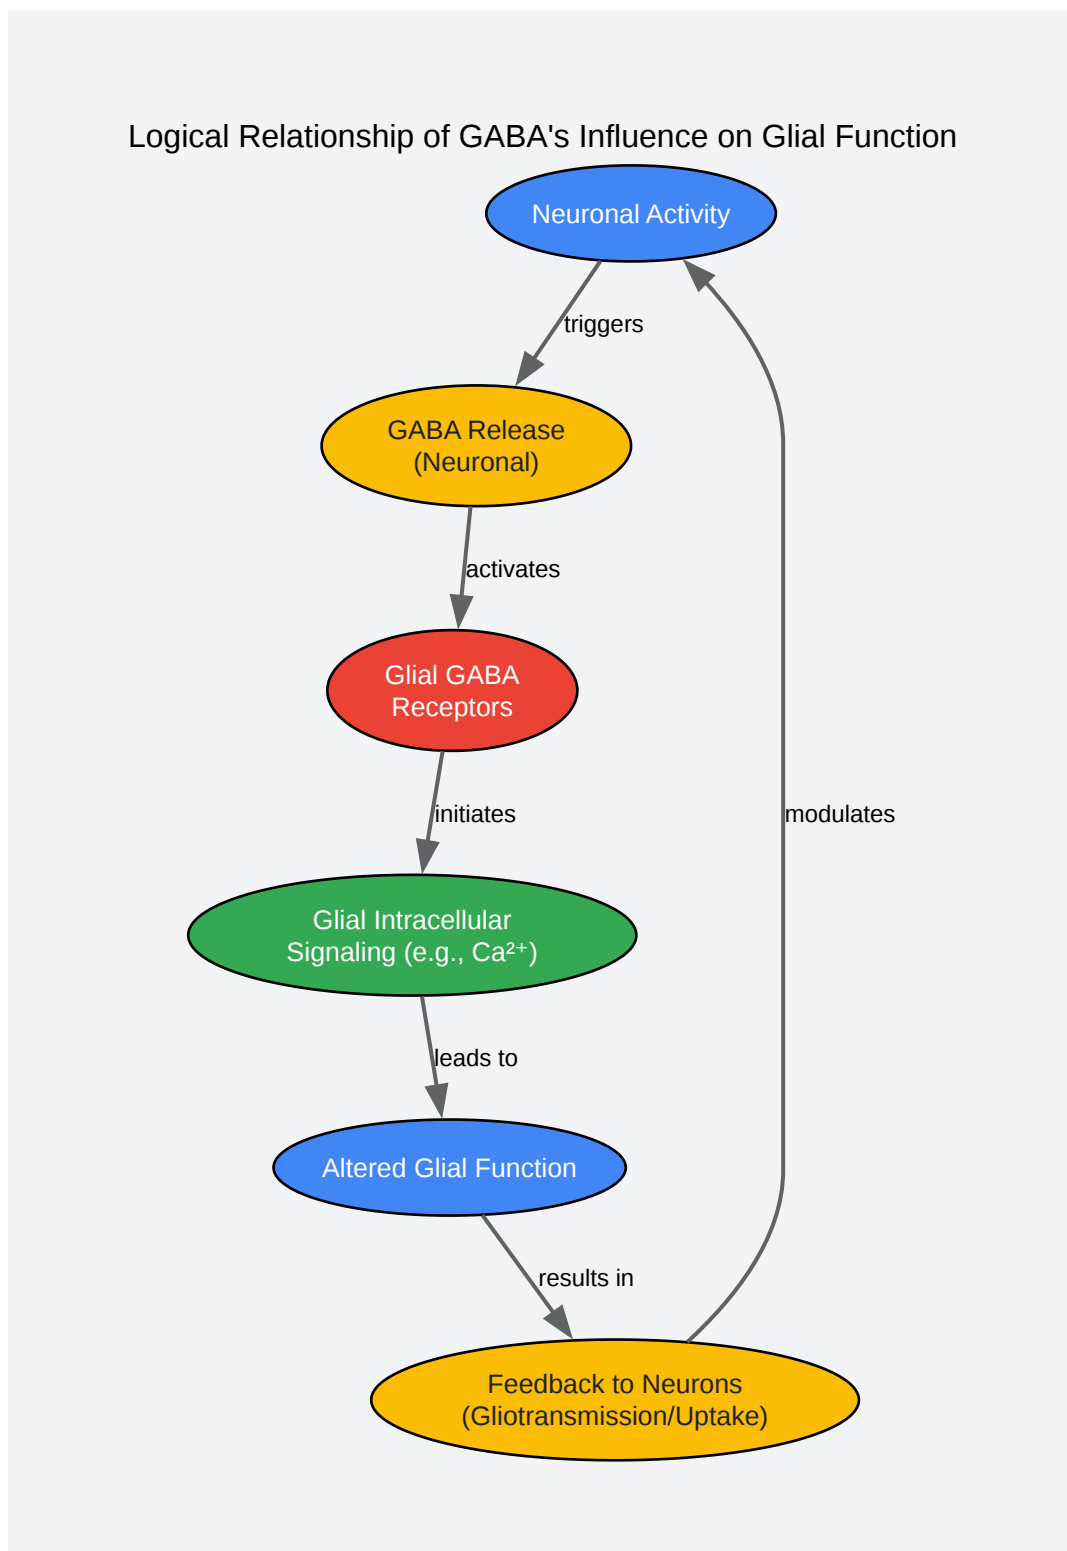 Logical Relationship of GABA's Influence on Glial Function
Neuronal Activity
triggers
GABA Release
(Neuronal)
activates
Glial GABA
Receptors
initiates
modulates
Glial Intracellular
Signaling (e.g., Ca²⁺)
leads to
Altered Glial Function
results in
Feedback to Neurons
(Gliotransmission/Uptake)